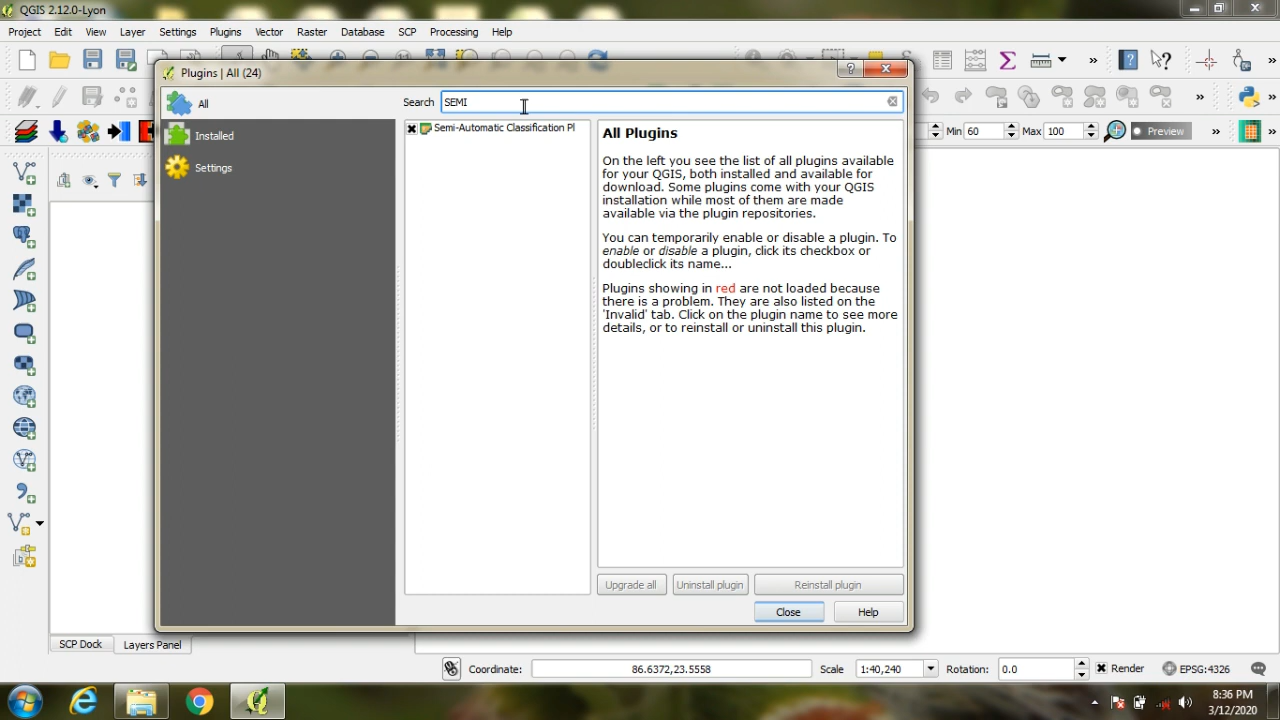 QGIS 2.12.0-Lyon
Project Edit View Layer Settings Plugins Vector Raster Database SCP Processing Help
Plugins | All (24)
All
Installed
Settings
Search SEMI
Semi-Automatic Classification Pl
All Plugins
On the left you see the list of all plugins available
for your QGIS, both installed and available for
download. Some plugins come with your QGIS
installation while most of them are made
available via the plugin repositories.
You can temporarily enable or disable a plugin. To
enable or disable a plugin, click its checkbox or
doubleclick its name...
Plugins showing in red are not loaded because
there is a problem. They are also listed on the
'Invalid' tab. Click on the plugin name to see more
details, or to reinstall or uninstall this plugin.
Upgrade all Uninstall plugin Reinstall plugin
Close Help
Min 60 Max 100 Preview
SCP Dock Layers Panel
Coordinate: 86.6372,23.5558 Scale 1:40,240 Rotation: 0.0 Render EPSG:4326
8:36 PM
3/12/2020